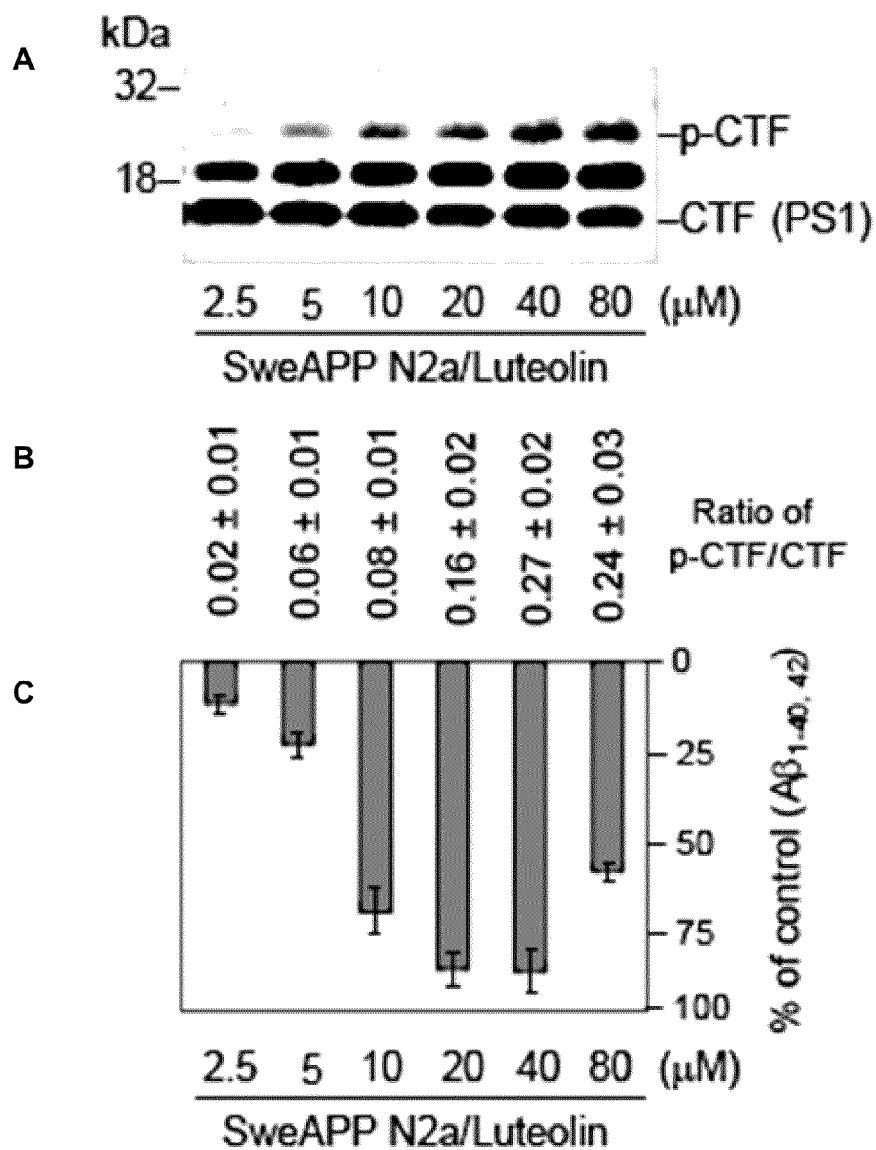 A
kDa
32–
–p-CTF
18–
–CTF (PS1)
2.5 5 10 20 40 80 (μM)
SweAPP N2a/Luteolin
B
0.02 ± 0.01
0.06 ± 0.01
0.08 ± 0.01
0.16 ± 0.02
0.27 ± 0.02
0.24 ± 0.03
Ratio of
p-CTF/CTF
C
0
25
50
75
100
% of control (Aβ1-40, 42)
2.5 5 10 20 40 80 (μM)
SweAPP N2a/Luteolin